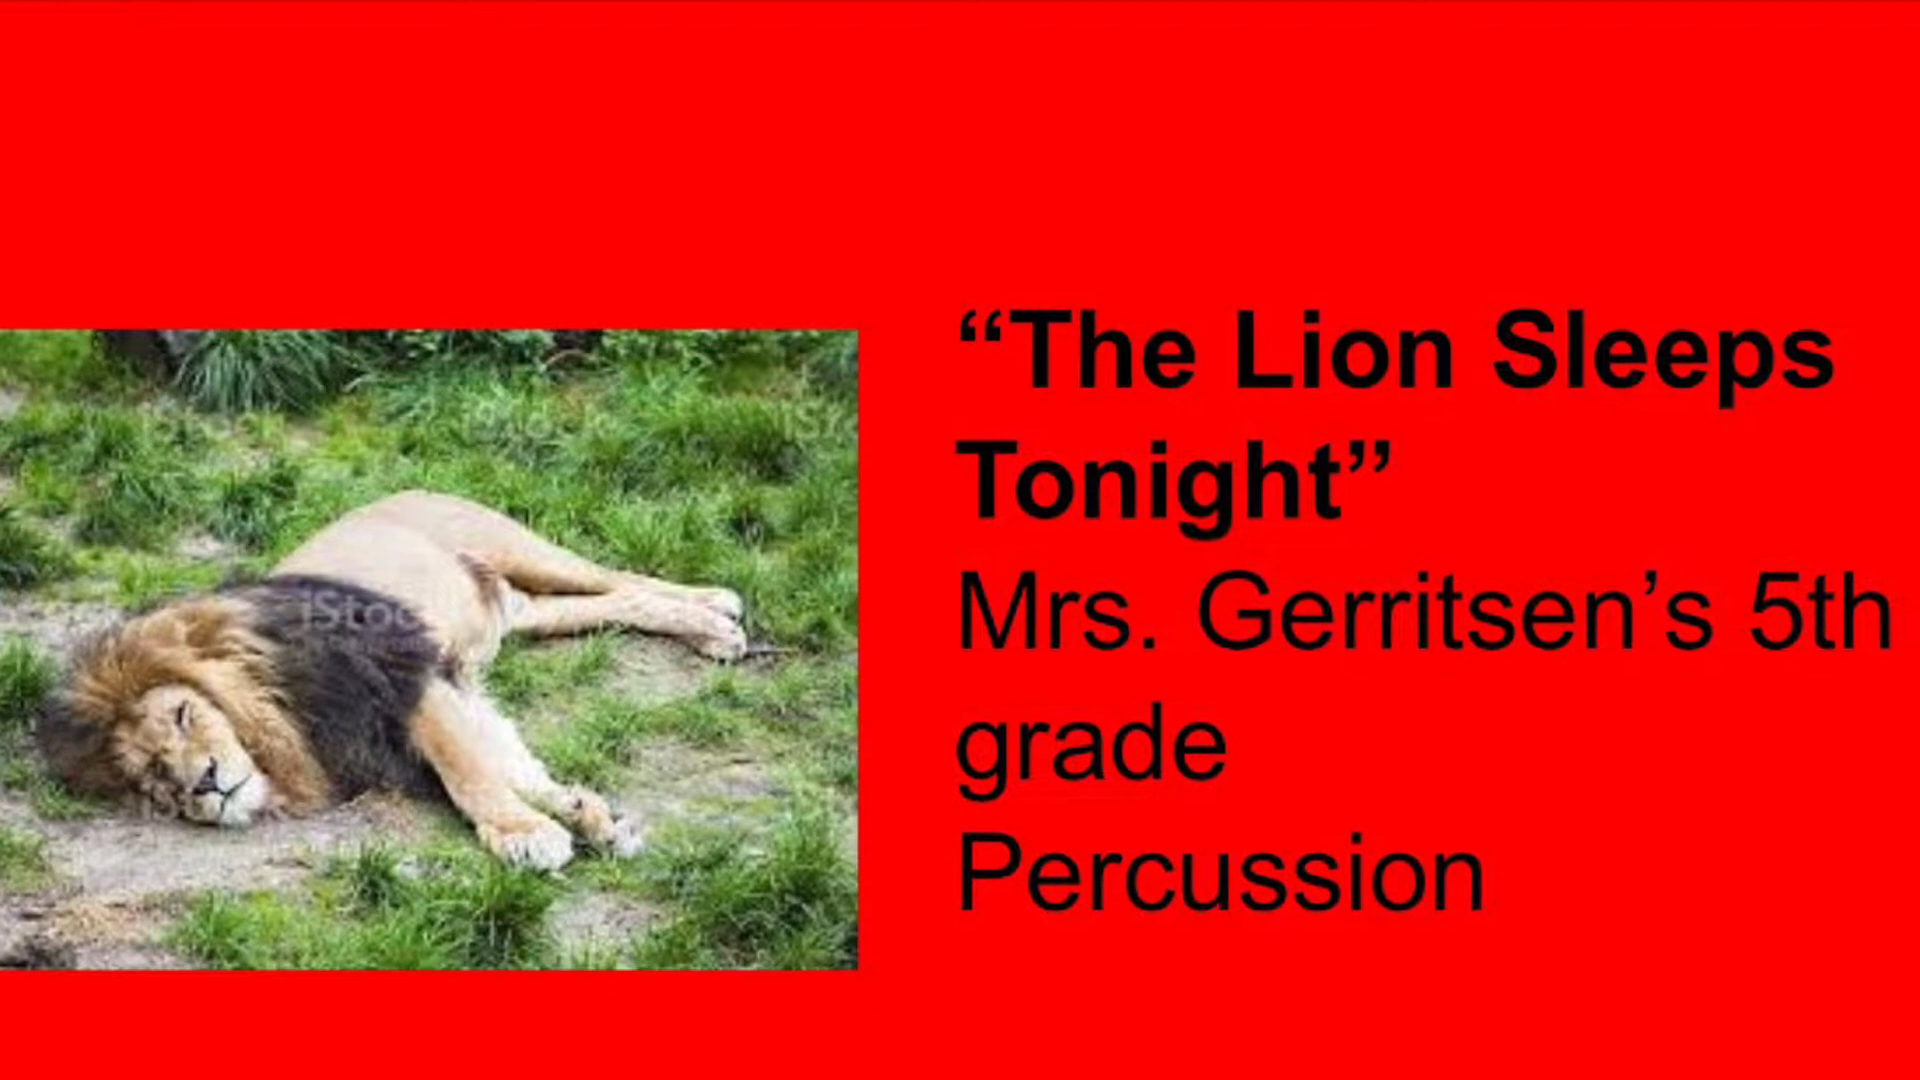 “The Lion Sleeps
Tonight”
Mrs. Gerritsen’s 5th
grade
Percussion